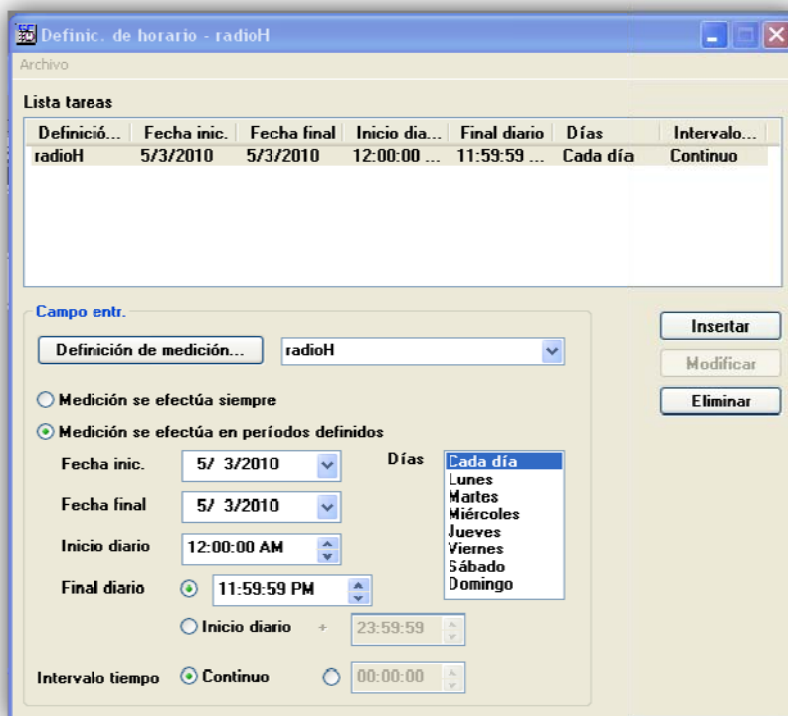 Definic. de horario - radioH
Archivo
Lista tareas
Definició... Fecha inic. Fecha final Inicio dia... Final diario Días Intervalo...
radioH 5/3/2010 5/3/2010 12:00:00 ... 11:59:59 ... Cada día Continuo
Campo entr.
Definición de medición... radioH
Insertar
Modificar
Eliminar
Medición se efectúa siempre
Medición se efectúa en períodos definidos
Fecha inic. 5/ 3/2010
Días
Cada día
Lunes
Martes
Miércoles
Jueves
Viernes
Sábado
Domingo
Fecha final 5/ 3/2010
Inicio diario 12:00:00 AM
Final diario 11:59:59 PM
Inicio diario + 23:59:59
Intervalo tiempo Continuo 00:00:00